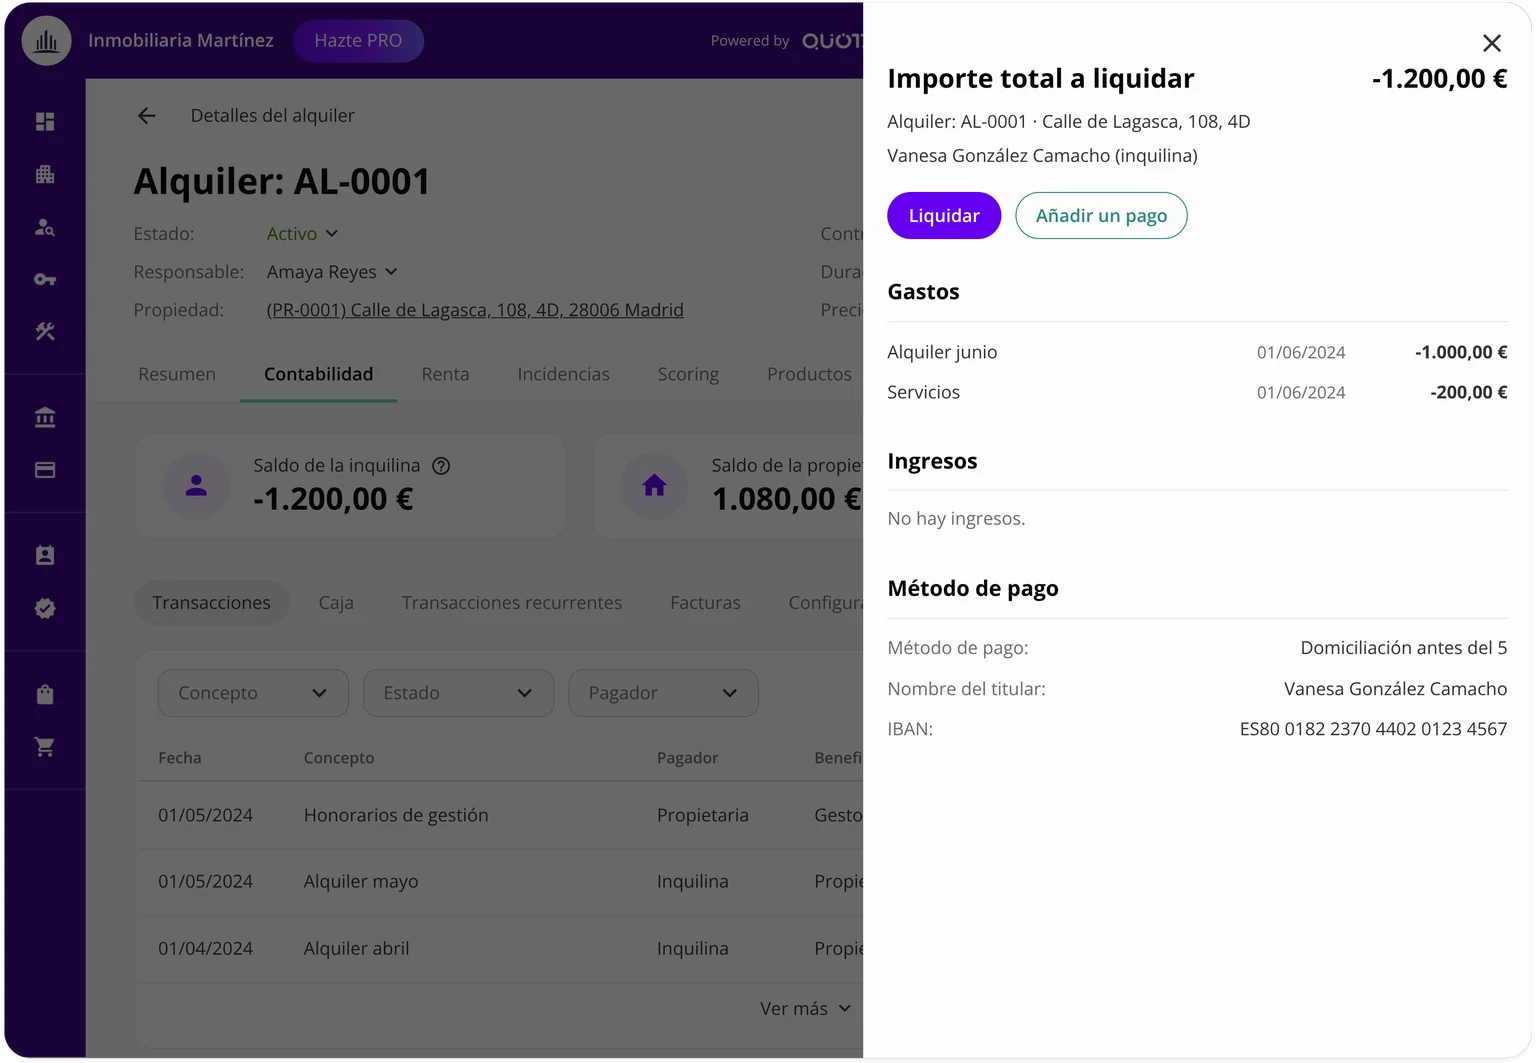 Inmobiliaria Martínez
Hazte PRO
Powered by
Detalles del alquiler
Alquiler: AL-0001
Estado: Activo
Responsable: Amaya Reyes
Propiedad: (PR-0001) Calle de Lagasca, 108, 4D, 28006 Madrid
Resumen Contabilidad Renta Incidencias Scoring Productos
Saldo de la inquilina
-1.200,00 €
Saldo de la
1.080,00 €
Transacciones Caja Transacciones recurrentes Facturas
Concepto Estado Pagador
Fecha Concepto Pagador
01/05/2024 Honorarios de gestión Propietaria
01/05/2024 Alquiler mayo Inquilina
01/04/2024 Alquiler abril Inquilina
Ver más
Importe total a liquidar -1.200,00 €
Alquiler: AL-0001 · Calle de Lagasca, 108, 4D
Vanesa González Camacho (inquilina)
Liquidar Añadir un pago
Gastos
Alquiler junio 01/06/2024 -1.000,00 €
Servicios 01/06/2024 -200,00 €
Ingresos
No hay ingresos.
Método de pago
Método de pago: Domiciliación antes del 5
Nombre del titular: Vanesa González Camacho
IBAN: ES80 0182 2370 4402 0123 4567